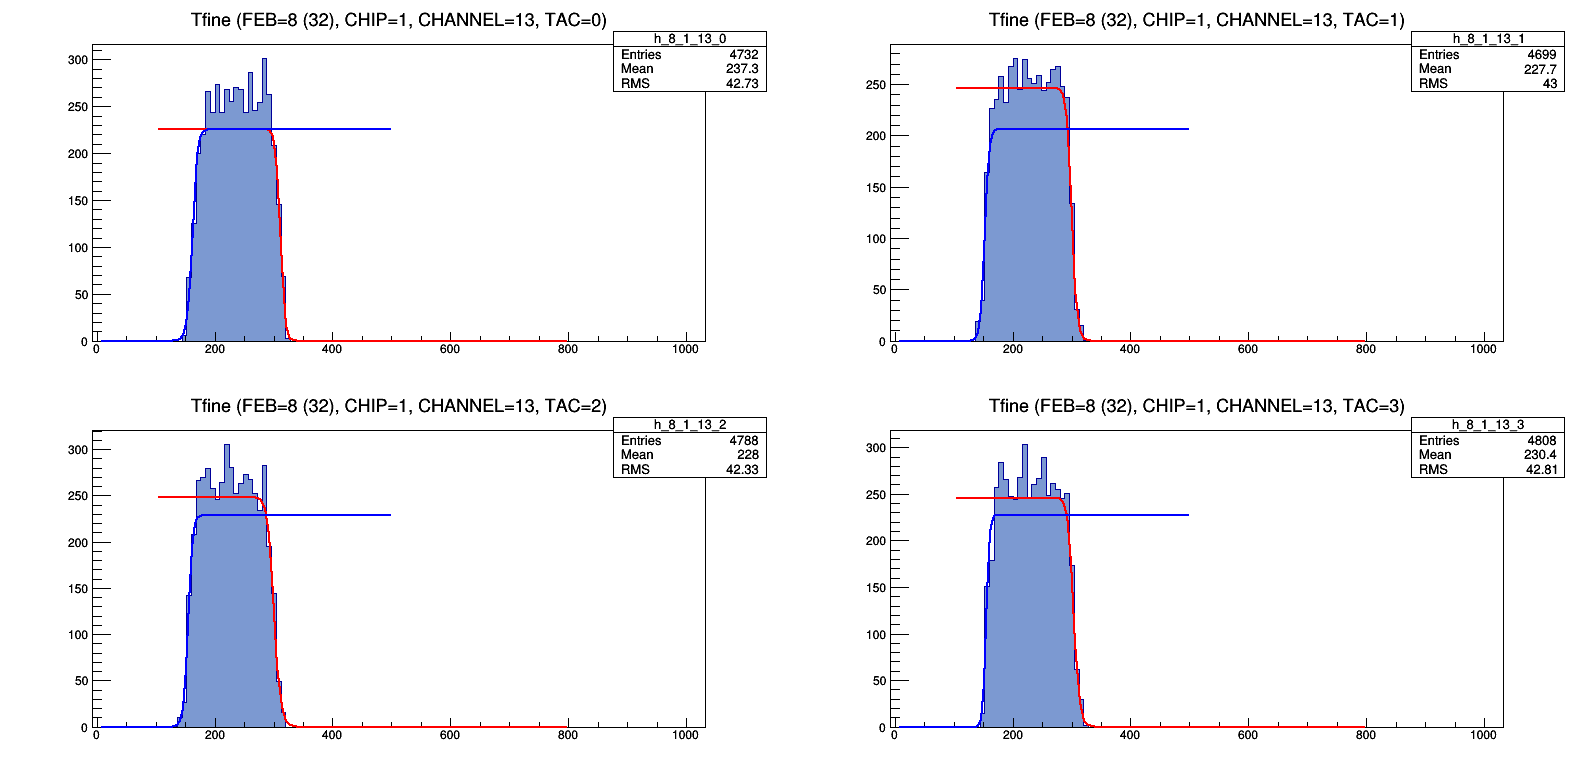 Tfine (FEB=8 (32), CHIP=1, CHANNEL=13, TAC=0)
h_8_1_13_0
Entries 4732
Mean 237.3
RMS 42.73
300
250
200
150
100
50
0
0 200 400 600 800 1000
Tfine (FEB=8 (32), CHIP=1, CHANNEL=13, TAC=1)
h_8_1_13_1
Entries 4699
Mean 227.7
RMS 43
250
200
150
100
50
0
0 200 400 600 800 1000
Tfine (FEB=8 (32), CHIP=1, CHANNEL=13, TAC=2)
h_8_1_13_2
Entries 4788
Mean 228
RMS 42.33
300
250
200
150
100
50
0
0 200 400 600 800 1000
Tfine (FEB=8 (32), CHIP=1, CHANNEL=13, TAC=3)
h_8_1_13_3
Entries 4808
Mean 230.4
RMS 42.81
300
250
200
150
100
50
0
0 200 400 600 800 1000